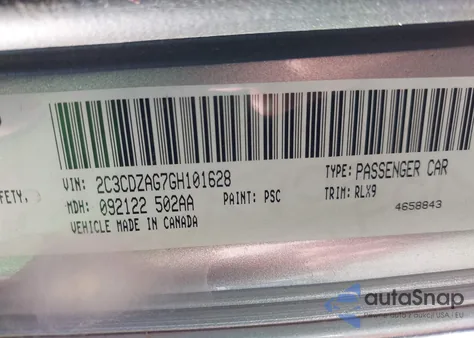 VIN: 2C3CDZAG7GH101628
TYPE: PASSENGER CAR
FETY.
MDH: 092122 502AA PAINT: PSC TRIM: RLX9
VEHICLE MADE IN CANADA
4658843
autoSnap